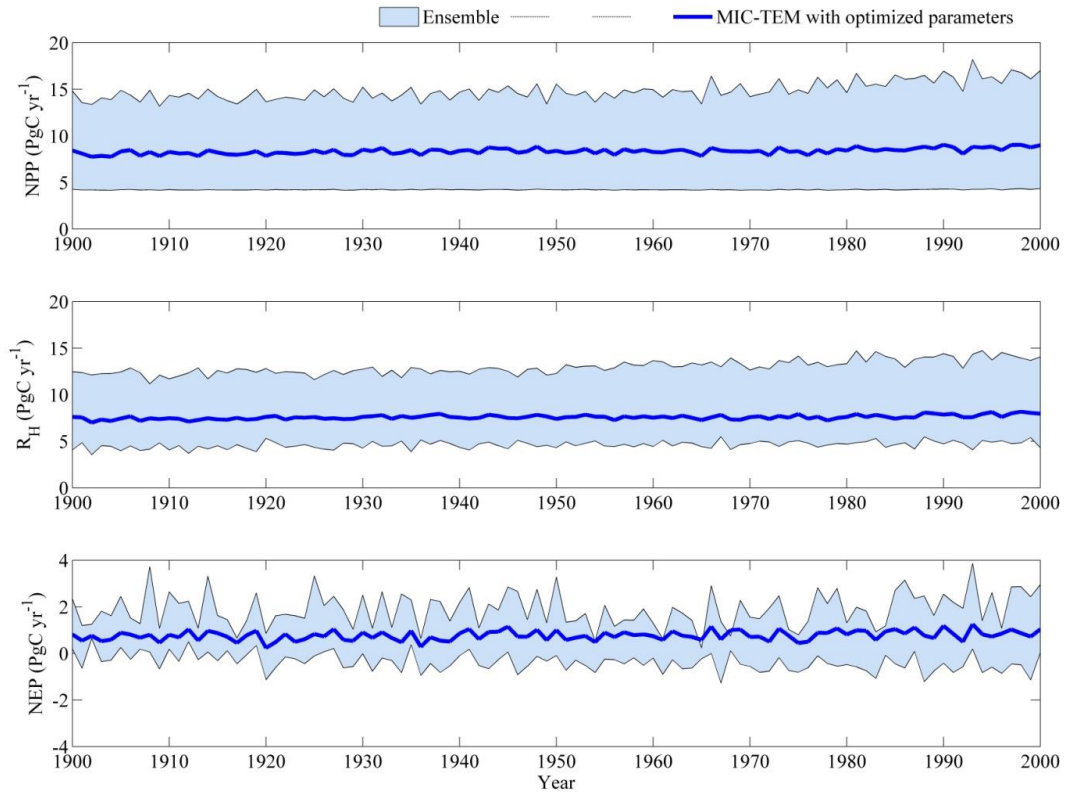 Ensemble MIC-TEM with optimized parameters
20
15
10
5
0
NPP (PgC yr-1)
1900 1910 1920 1930 1940 1950 1960 1970 1980 1990 2000
20
15
10
5
0
RH (PgC yr-1)
1900 1910 1920 1930 1940 1950 1960 1970 1980 1990 2000
4
2
0
-2
-4
NEP (PgC yr-1)
1900 1910 1920 1930 1940 1950 1960 1970 1980 1990 2000
Year